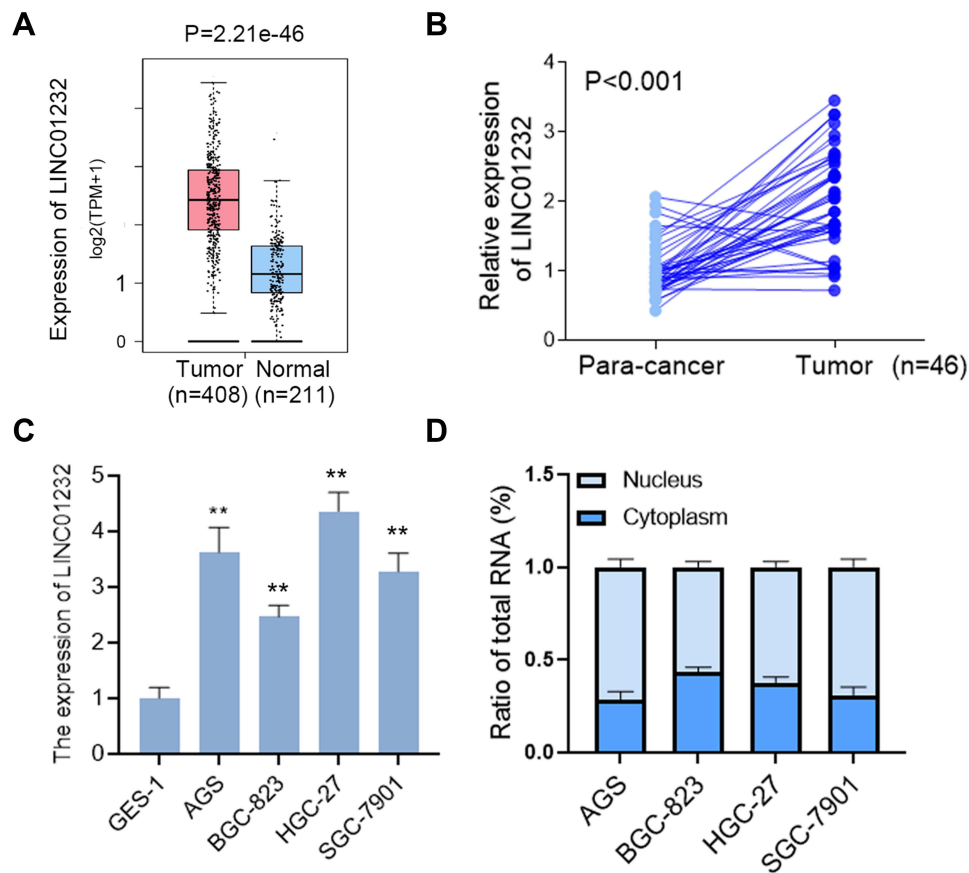 A
P=2.21e-46
Expression of LINC01232
log2(TPM+1)
1
0
Tumor
(n=408)
Normal
(n=211)
B
P<0.001
Relative expression
of LINC01232
4
3
2
1
0
Para-cancer
Tumor
(n=46)
C
The expression of LINC01232
5
4
3
2
1
0
**
**
**
**
GES-1
AGS
BGC-823
HGC-27
SGC-7901
D
Ratio of total RNA (%)
1.5
1.0
0.5
0.0
Nucleus
Cytoplasm
AGS
BGC-823
HGC-27
SGC-7901